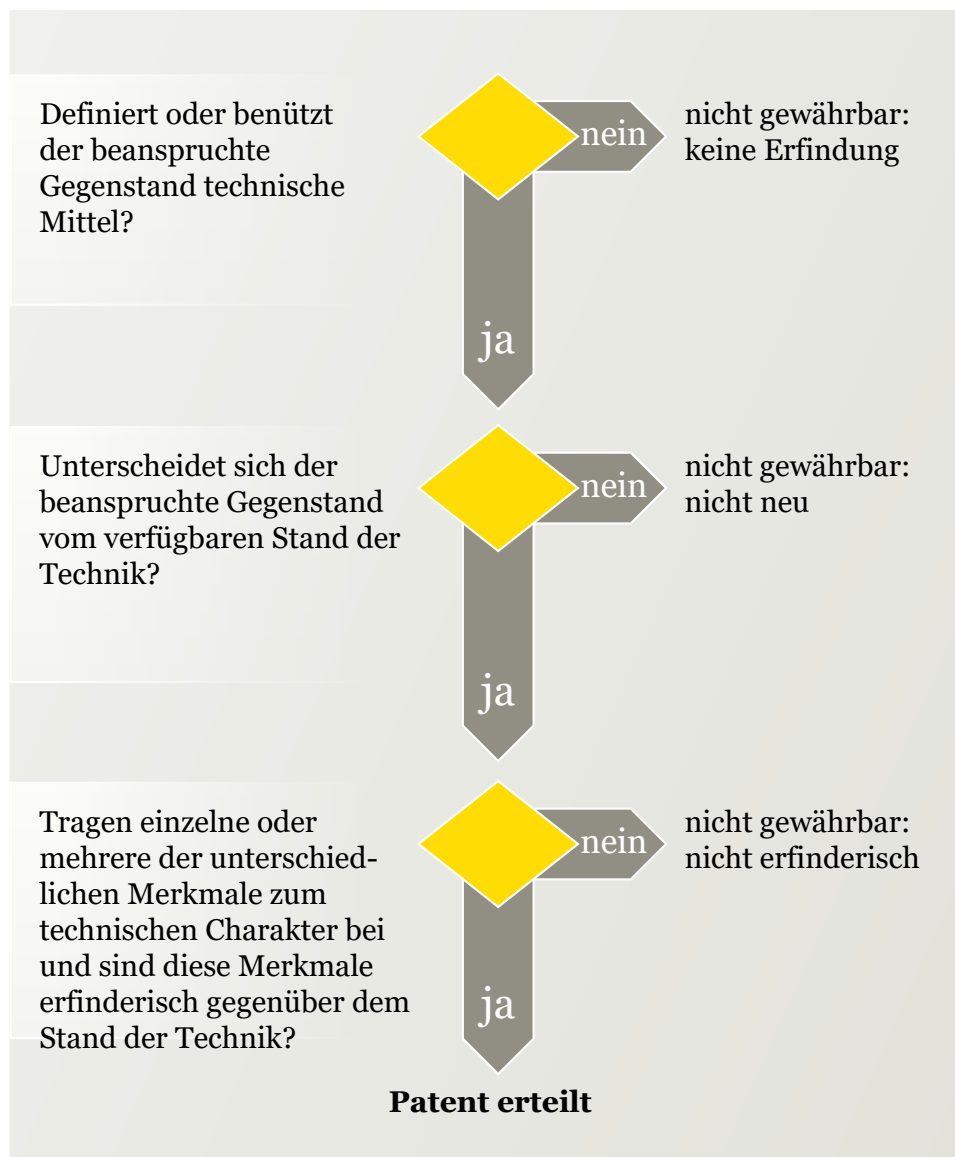 Definiert oder benützt
der beanspruchte
Gegenstand technische
Mittel?
nein
nicht gewährbar:
keine Erfindung
ja
Unterscheidet sich der
beanspruchte Gegenstand
vom verfügbaren Stand der
Technik?
nein
nicht gewährbar:
nicht neu
ja
Tragen einzelne oder
mehrere der unterschied-
lichen Merkmale zum
technischen Charakter bei
und sind diese Merkmale
erfinderisch gegenüber dem
Stand der Technik?
nein
nicht gewährbar:
nicht erfinderisch
ja
Patent erteilt